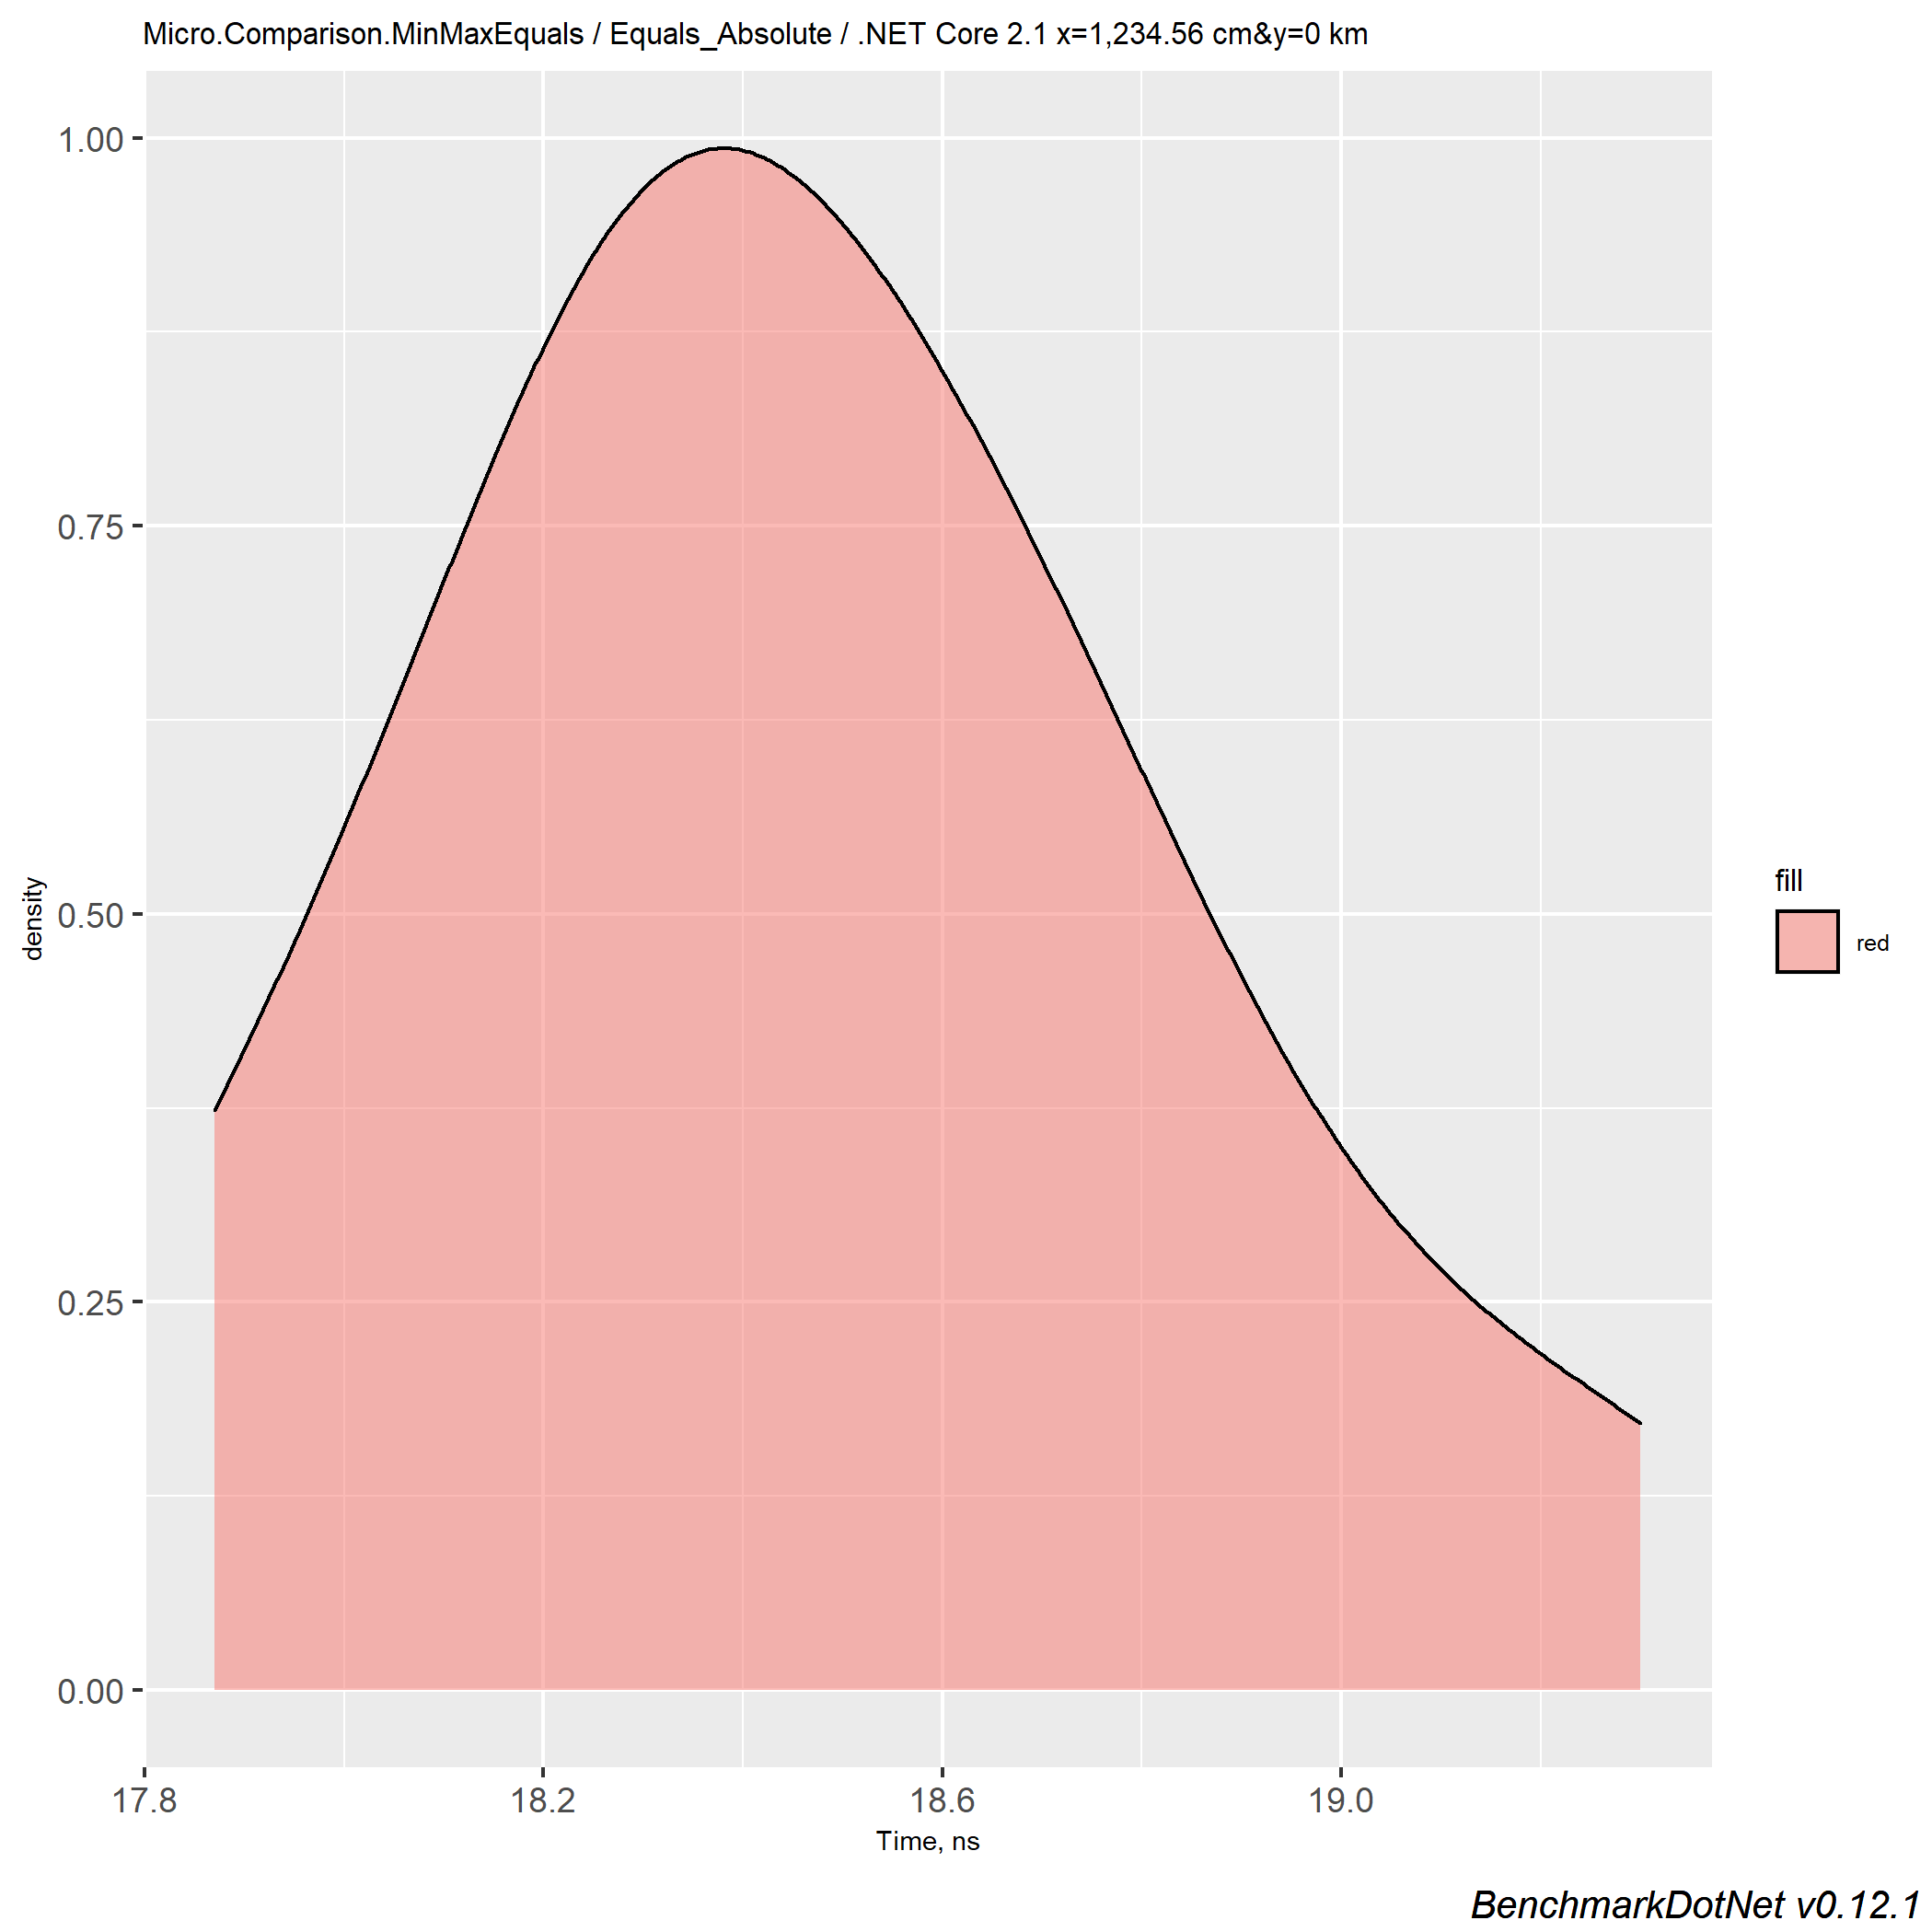 Micro.Comparison.MinMaxEquals / Equals_Absolute / .NET Core 2.1 x=1,234.56 cm&y=0 km
1.00
0.75
0.50
0.25
0.00
density
17.8 18.2 18.6 19.0
Time, ns
fill
red
BenchmarkDotNet v0.12.1